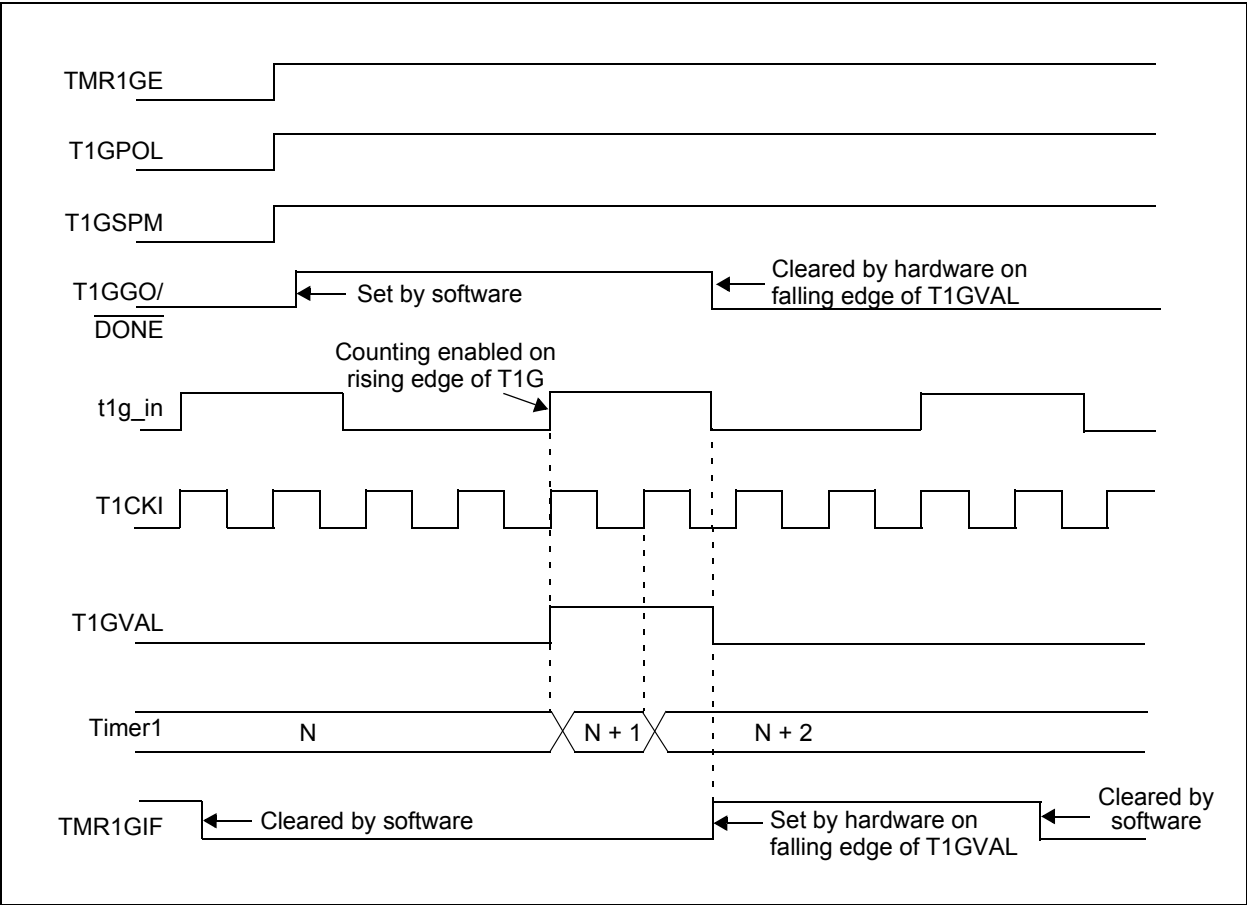 TMR1GE
T1GPOL
T1GSPM
T1GGO/
DONE
Set by software
Cleared by hardware on
falling edge of T1GVAL
Counting enabled on
rising edge of T1G
t1g_in
T1CKI
T1GVAL
Timer1
N
N + 1
N + 2
TMR1GIF
Cleared by software
Set by hardware on
falling edge of T1GVAL
Cleared by
software